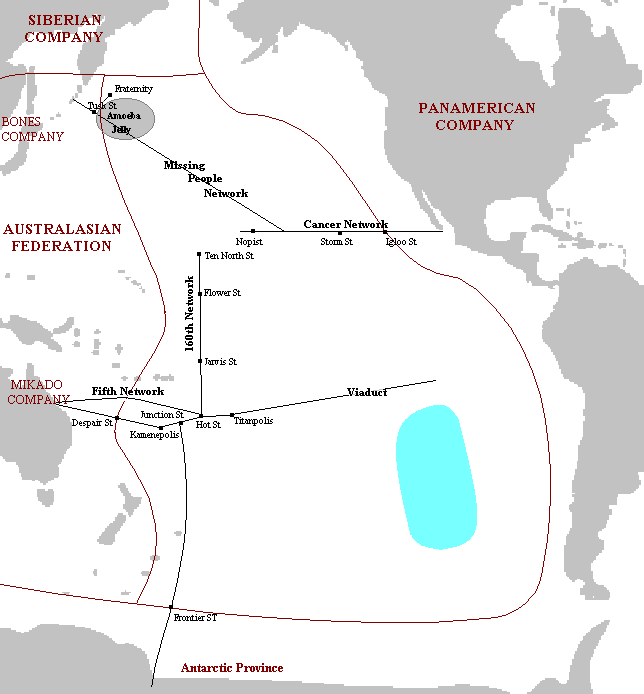 SIBERIAN
COMPANY
Fraternity
Tusk St.
Amoeba
Jelly
BONES
COMPANY
PANAMERICAN
COMPANY
Missing
People
Network
AUSTRALASIAN
FEDERATION
Cancer Network
Nopist
Storm St.
Igloo St.
Ten North St.
160th Network
Flower St.
Jarvis St.
MIKADO
COMPANY
Fifth Network
Viaduct
Junction St.
Despair St.
Hot St.
Titanpolis
Kamenepolis
Frontier ST
Antarctic Province